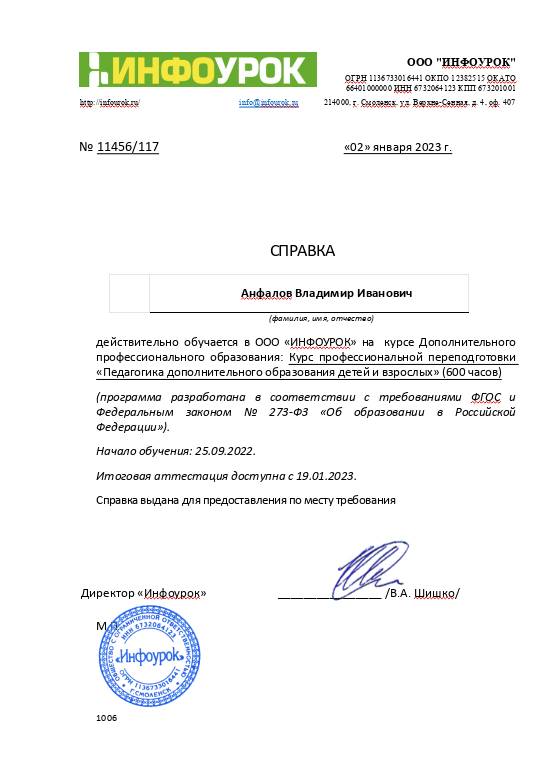 ИНФОУРОК
ООО "ИНФОУРОК"
ОГРН 1136733016441 ОКПО 12382515 ОКАТО
66401000000 ИНН 6732064123 КПП 673201001
http://infourok.ru/ info@infourok.ru 214000, г. Смоленск, ул. Верхне-Сенная, д. 4, оф. 407
№ 11456/117 «02» января 2023 г.
СПРАВКА
Анфалов Владимир Иванович
(фамилия, имя, отчество)
действительно обучается в ООО «ИНФОУРОК» на курсе Дополнительного
профессионального образования: Курс профессиональной переподготовки
«Педагогика дополнительного образования детей и взрослых» (600 часов)
(программа разработана в соответствии с требованиями ФГОС и
Федеральным законом № 273-ФЗ «Об образовании в Российской
Федерации»).
Начало обучения: 25.09.2022.
Итоговая аттестация доступна с 19.01.2023.
Справка выдана для предоставления по месту требования
Директор «Инфоурок» /В.А. Шишко/
М.П.
ОБЩЕСТВО С ОГРАНИЧЕННОЙ ОТВЕТСТВЕННОСТЬЮ
ИНН 6732064123
«Инфоурок»
ОГРН 1136733016441
Г.СМОЛЕНСК
1006